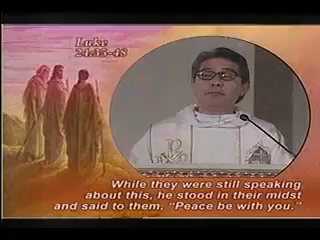 Luke
24:35-48
While they were still speaking
about this, he stood in their midst
and said to them, "Peace be with you."